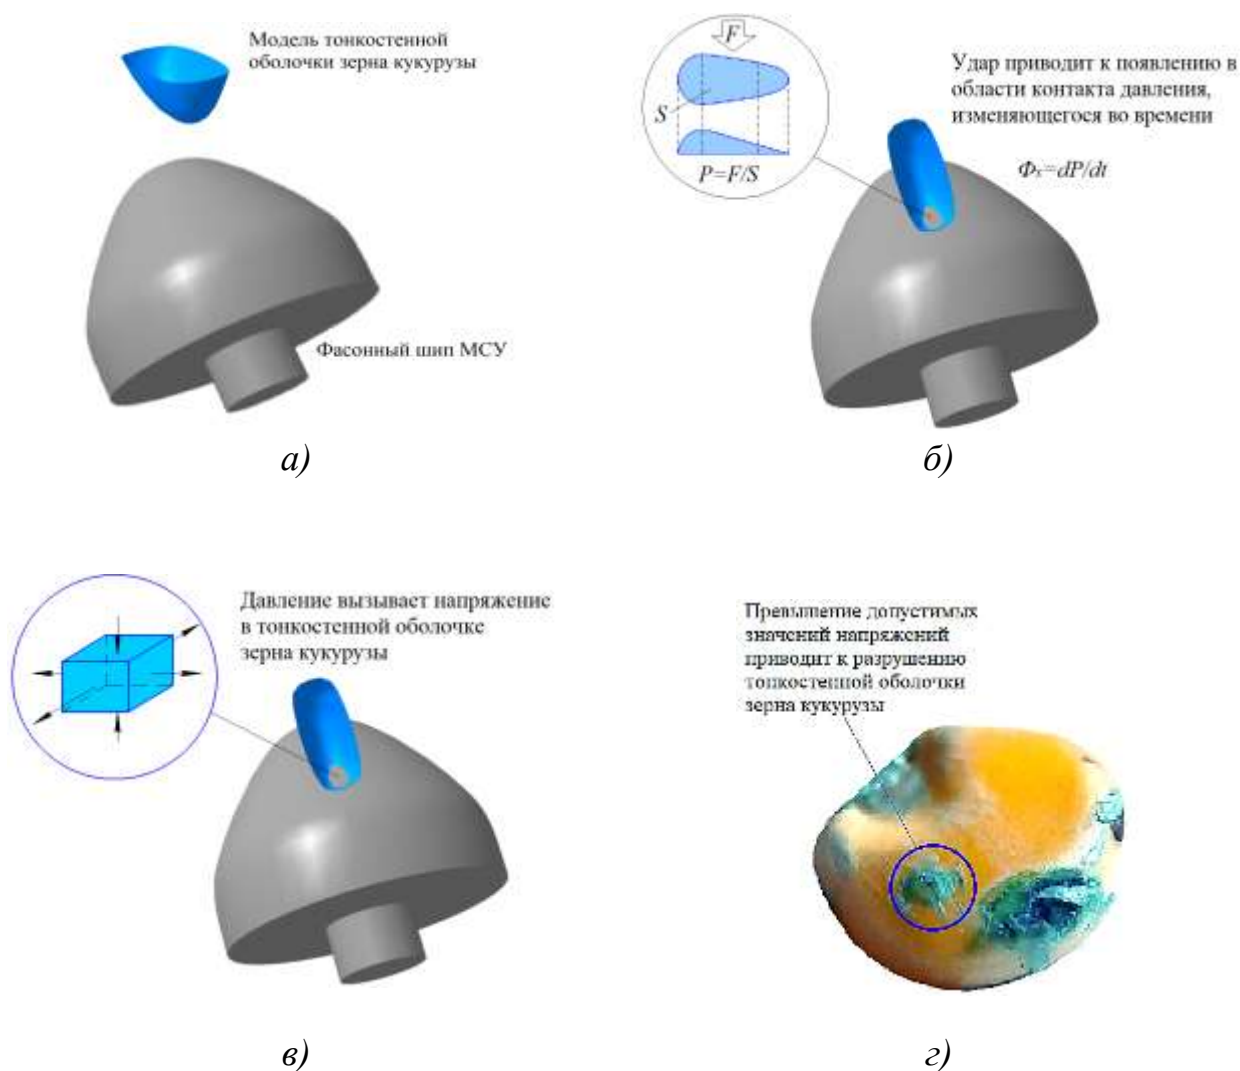 Модель тонкостенной
оболочки зерна кукурузы
Фасонный шип МСУ
а)
F
S
P=F/S
Удар приводит к появлению в
области контакта давления,
изменяющегося во времени
Фs=dP/dt
б)
Давление вызывает напряжение
в тонкостенной оболочке
зерна кукурузы
в)
Превышение допустимых
значений напряжений
приводит к разрушению
тонкостенной оболочки
зерна кукурузы
г)